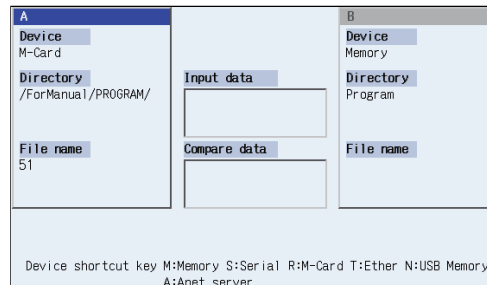 A
Device
M-Card
Directory
/ForManual/PROGRAM/
File name
51
Input data
Compare data
B
Device
Memory
Directory
Program
File name
Device shortcut key M:Memory S:Serial R:M-Card T:Ether N:USB Memory
A:Anet server